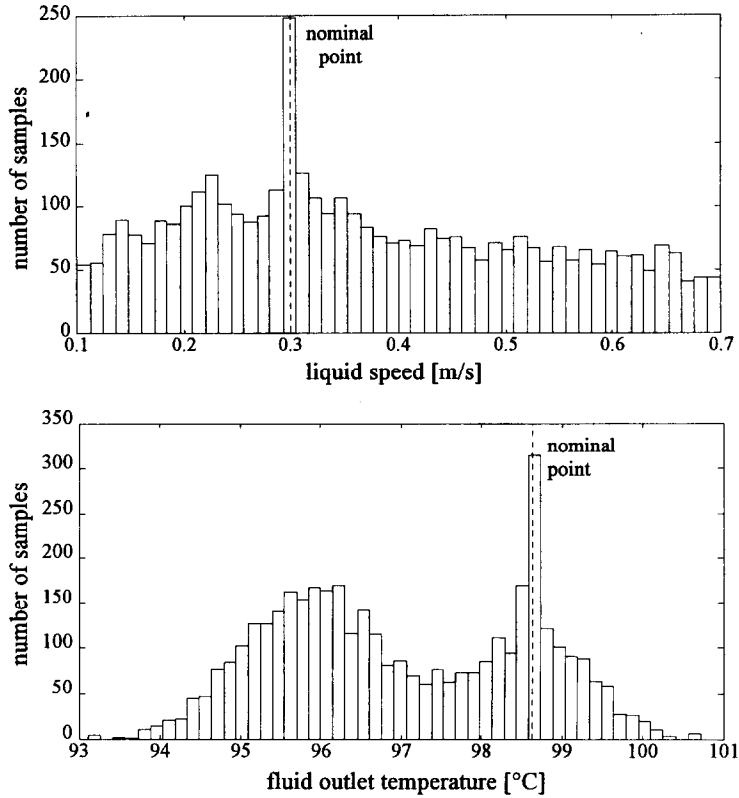 250
200
150
100
50
0
number of samples
nominal
point
0.1 0.2 0.3 0.4 0.5 0.6 0.7
liquid speed [m/s]
350
300
250
200
150
100
50
0
number of samples
nominal
point
93 94 95 96 97 98 99 100 101
fluid outlet temperature [°C]